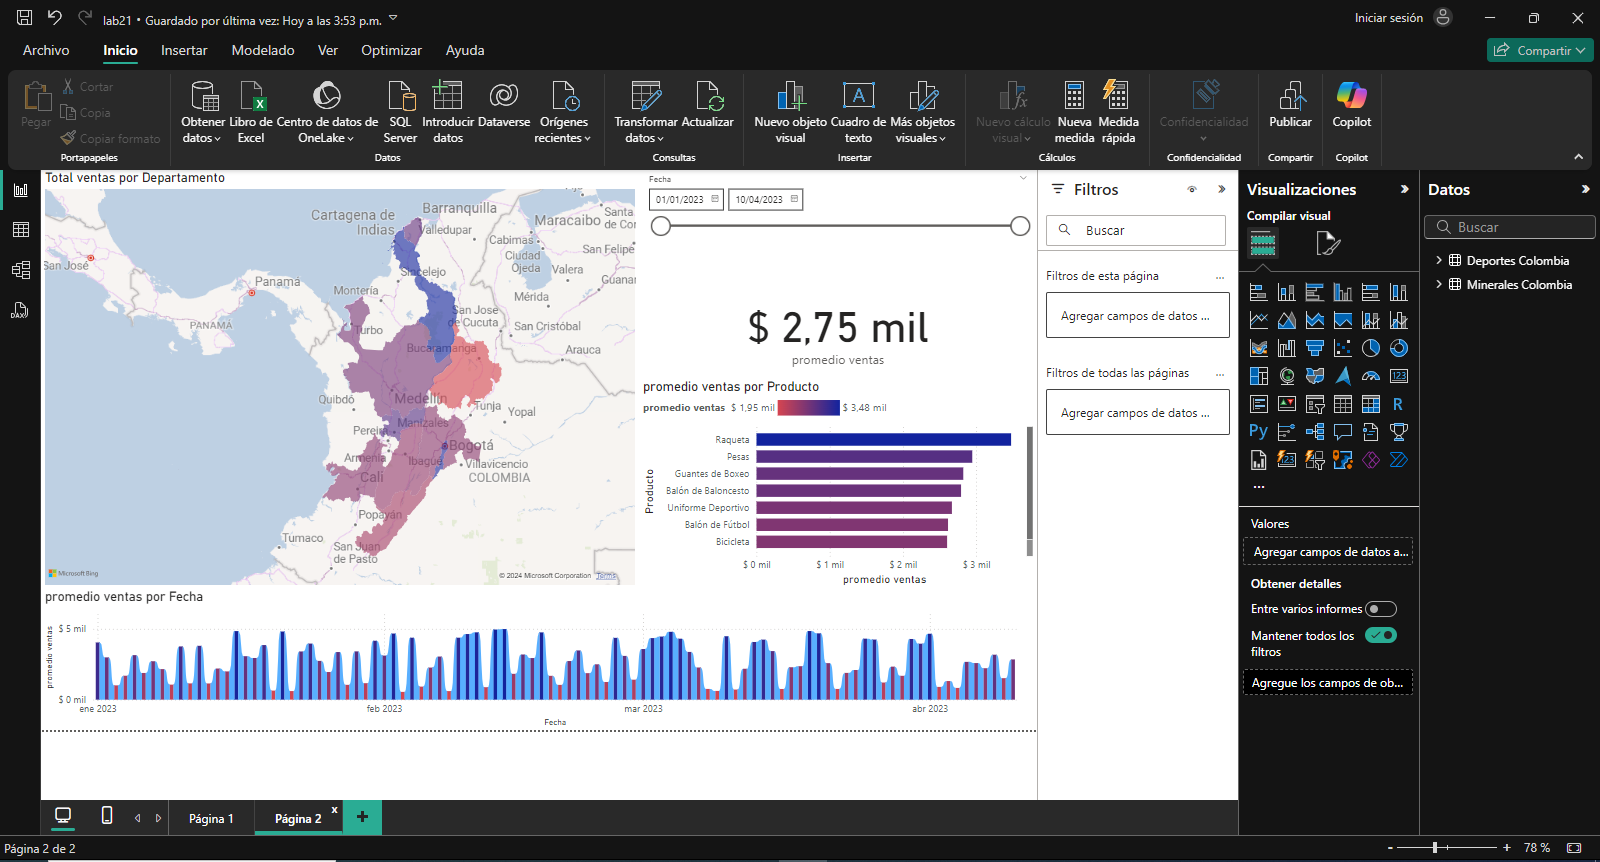 lab21 • Guardado por última vez: Hoy a las 3:53 p.m.
Iniciar sesión
Archivo
Inicio
Insertar
Modelado
Ver
Optimizar
Ayuda
Compartir
Pegar
Cortar
Copia
Copiar formato
Portapapeles
Obtener datos
Libro de Excel
Centro de datos de OneLake
SQL Server
Introducir datos
Dataverse
Orígenes recientes
Datos
Transformar datos
Actualizar
Consultas
Nuevo objeto visual
Cuadro de texto
Más objetos visuales
Insertar
Nuevo cálculo visual
Nueva medida
Medida rápida
Cálculos
Confidencialidad
Confidencialidad
Publicar
Compartir
Copilot
Copilot
Total ventas por Departamento
Cartagena de Indias
Barranquilla
Valledupar
Maracaibo
Santa
de Cor
Cabimas
Ciudad Ojeda
San Felipe
Valera
Guanar
Sincelejo
Montería
Mérida
San José
Panamá
PANAMÁ
Turbo
San José de Cucuta
San Cristóbal
Bucaramanga
Arauca
Quibdó
Medellín
Tunja
Yopal
Pereira
Manizales
Armenia
Ibagué
Bogotá
Villavicencio
COLOMBIA
Cali
Popayán
Tumaco
San Juan de Pasto
Microsoft Bing
© 2024 Microsoft Corporation
Terms
Fecha
01/01/2023
10/04/2023
$ 2,75 mil
promedio ventas
promedio ventas por Producto
promedio ventas $ 1,95 mil $ 3,48 mil
Producto
Raqueta
Pesas
Guantes de Boxeo
Balón de Baloncesto
Uniforme Deportivo
Balón de Fútbol
Bicicleta
$ 0 mil $ 1 mil $ 2 mil $ 3 mil
promedio ventas
promedio ventas por Fecha
promedio ventas
$ 5 mil
$ 0 mil
ene 2023 feb 2023 mar 2023 abr 2023
Fecha
Filtros
Buscar
Filtros de esta página
Agregar campos de datos ...
Filtros de todas las páginas
Agregar campos de datos ...
Visualizaciones
Compilar visual
123
R
Py
123
...
Valores
Agregar campos de datos a...
Obtener detalles
Entre varios informes
Mantener todos los filtros
Agregue los campos de ob...
Datos
Buscar
Deportes Colombia
Minerales Colombia
Página 1
Página 2
x
+
Página 2 de 2
- + 78 %